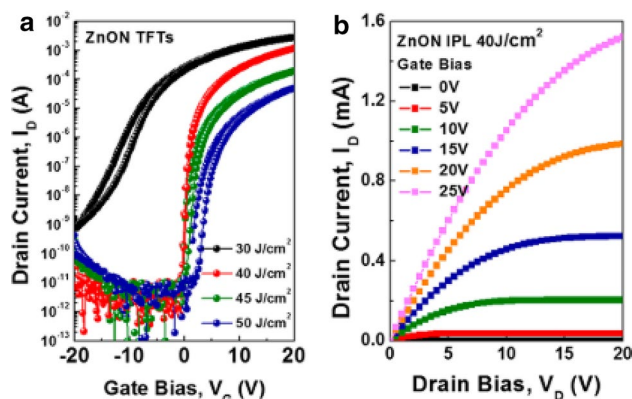 a
ZnON TFTs
Drain Current, I_D (A)
10⁻²
10⁻³
10⁻⁴
10⁻⁵
10⁻⁶
10⁻⁷
10⁻⁸
10⁻⁹
10⁻¹⁰
10⁻¹¹
10⁻¹²
10⁻¹³
30 J/cm²
40 J/cm²
45 J/cm²
50 J/cm²
-20 -10 0 10 20
Gate Bias, V_G (V)
b
ZnON IPL 40J/cm²
Gate Bias
0V
5V
10V
15V
20V
25V
Drain Current, I_D (mA)
1.6
1.2
0.8
0.4
0.0
0 5 10 15 20
Drain Bias, V_D (V)